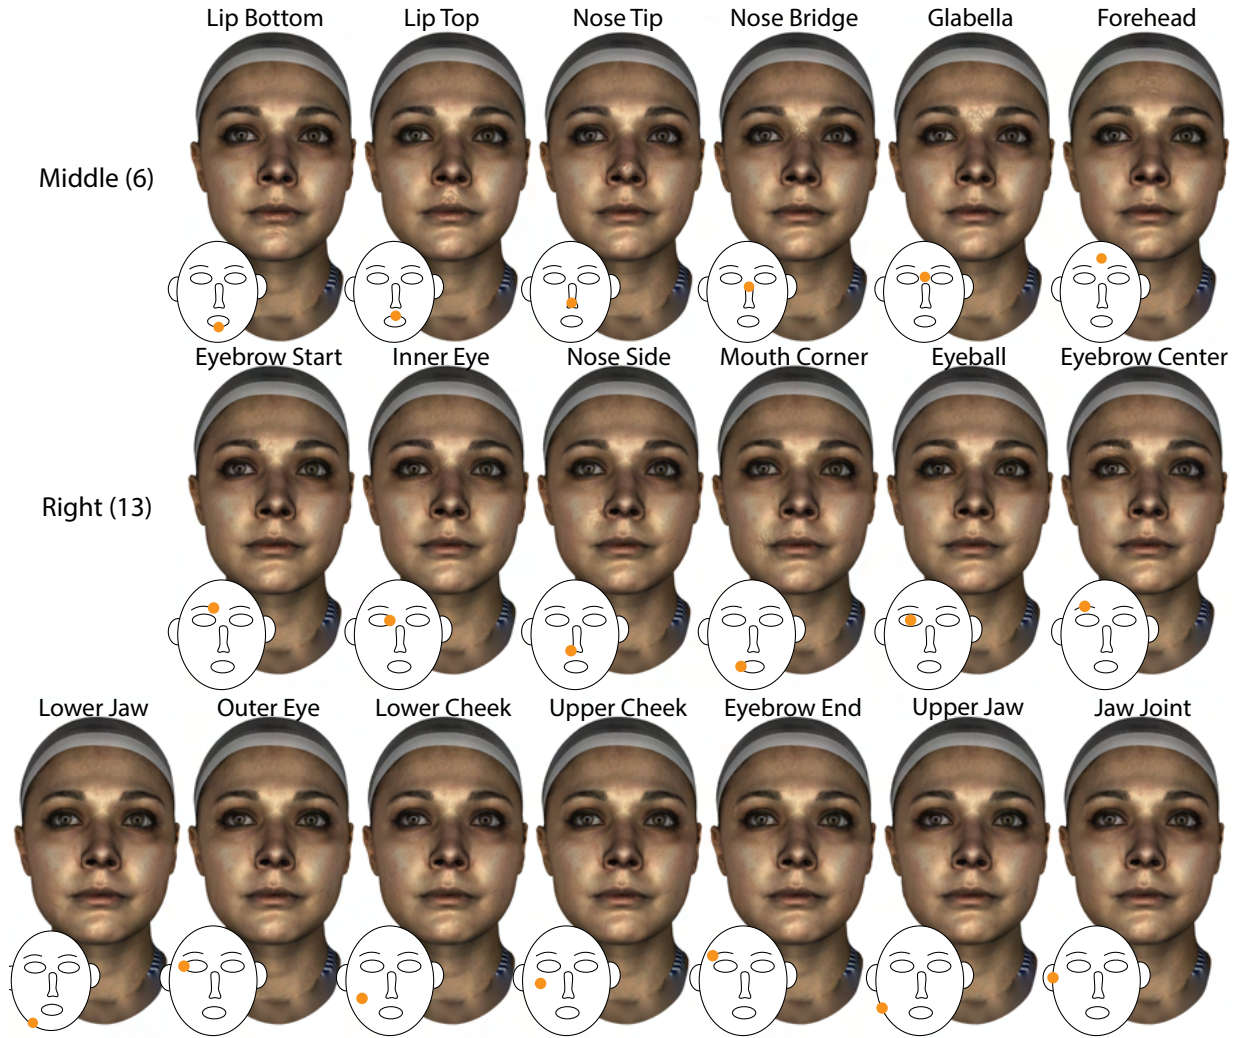 Lip Bottom Lip Top Nose Tip Nose Bridge Glabella Forehead
Middle (6)
Eyebrow Start Inner Eye Nose Side Mouth Corner Eyeball Eyebrow Center
Right (13)
Lower Jaw Outer Eye Lower Cheek Upper Cheek Eyebrow End Upper Jaw Jaw Joint